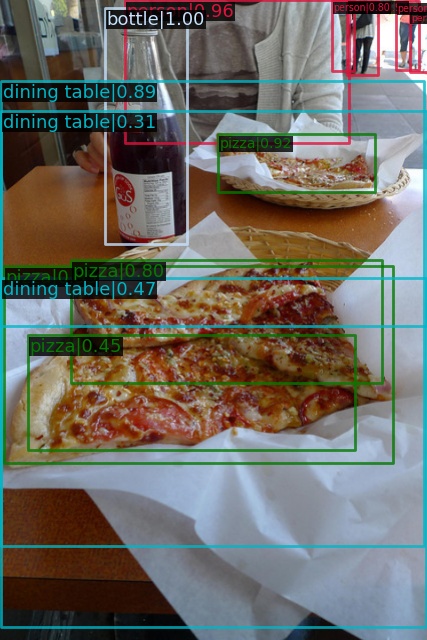 person|0.96
person|0.80
bottle|1.00
dining table|0.89
dining table|0.31
pizza|0.92
pizza|0.80
dining table|0.47
pizza|0.45